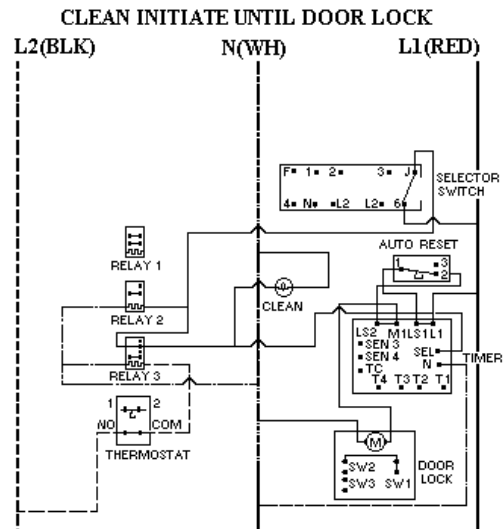 CLEAN INITIATE UNTIL DOOR LOCK
L2(BLK) N(WH) L1(RED)
F 1 2 3 J
4 N L2 L2 6
SELECTOR
SWITCH
AUTO RESET
1 3
2
RELAY 1
CLEAN
RELAY 2
LS2 M1 LS1 L1
SEN 3
SEN 4
SEL
N
TIMER
TC
T4 T3 T2 T1
RELAY 3
1 2
NO COM
THERMOSTAT
M
SW2
SW3 SW1
DOOR
LOCK